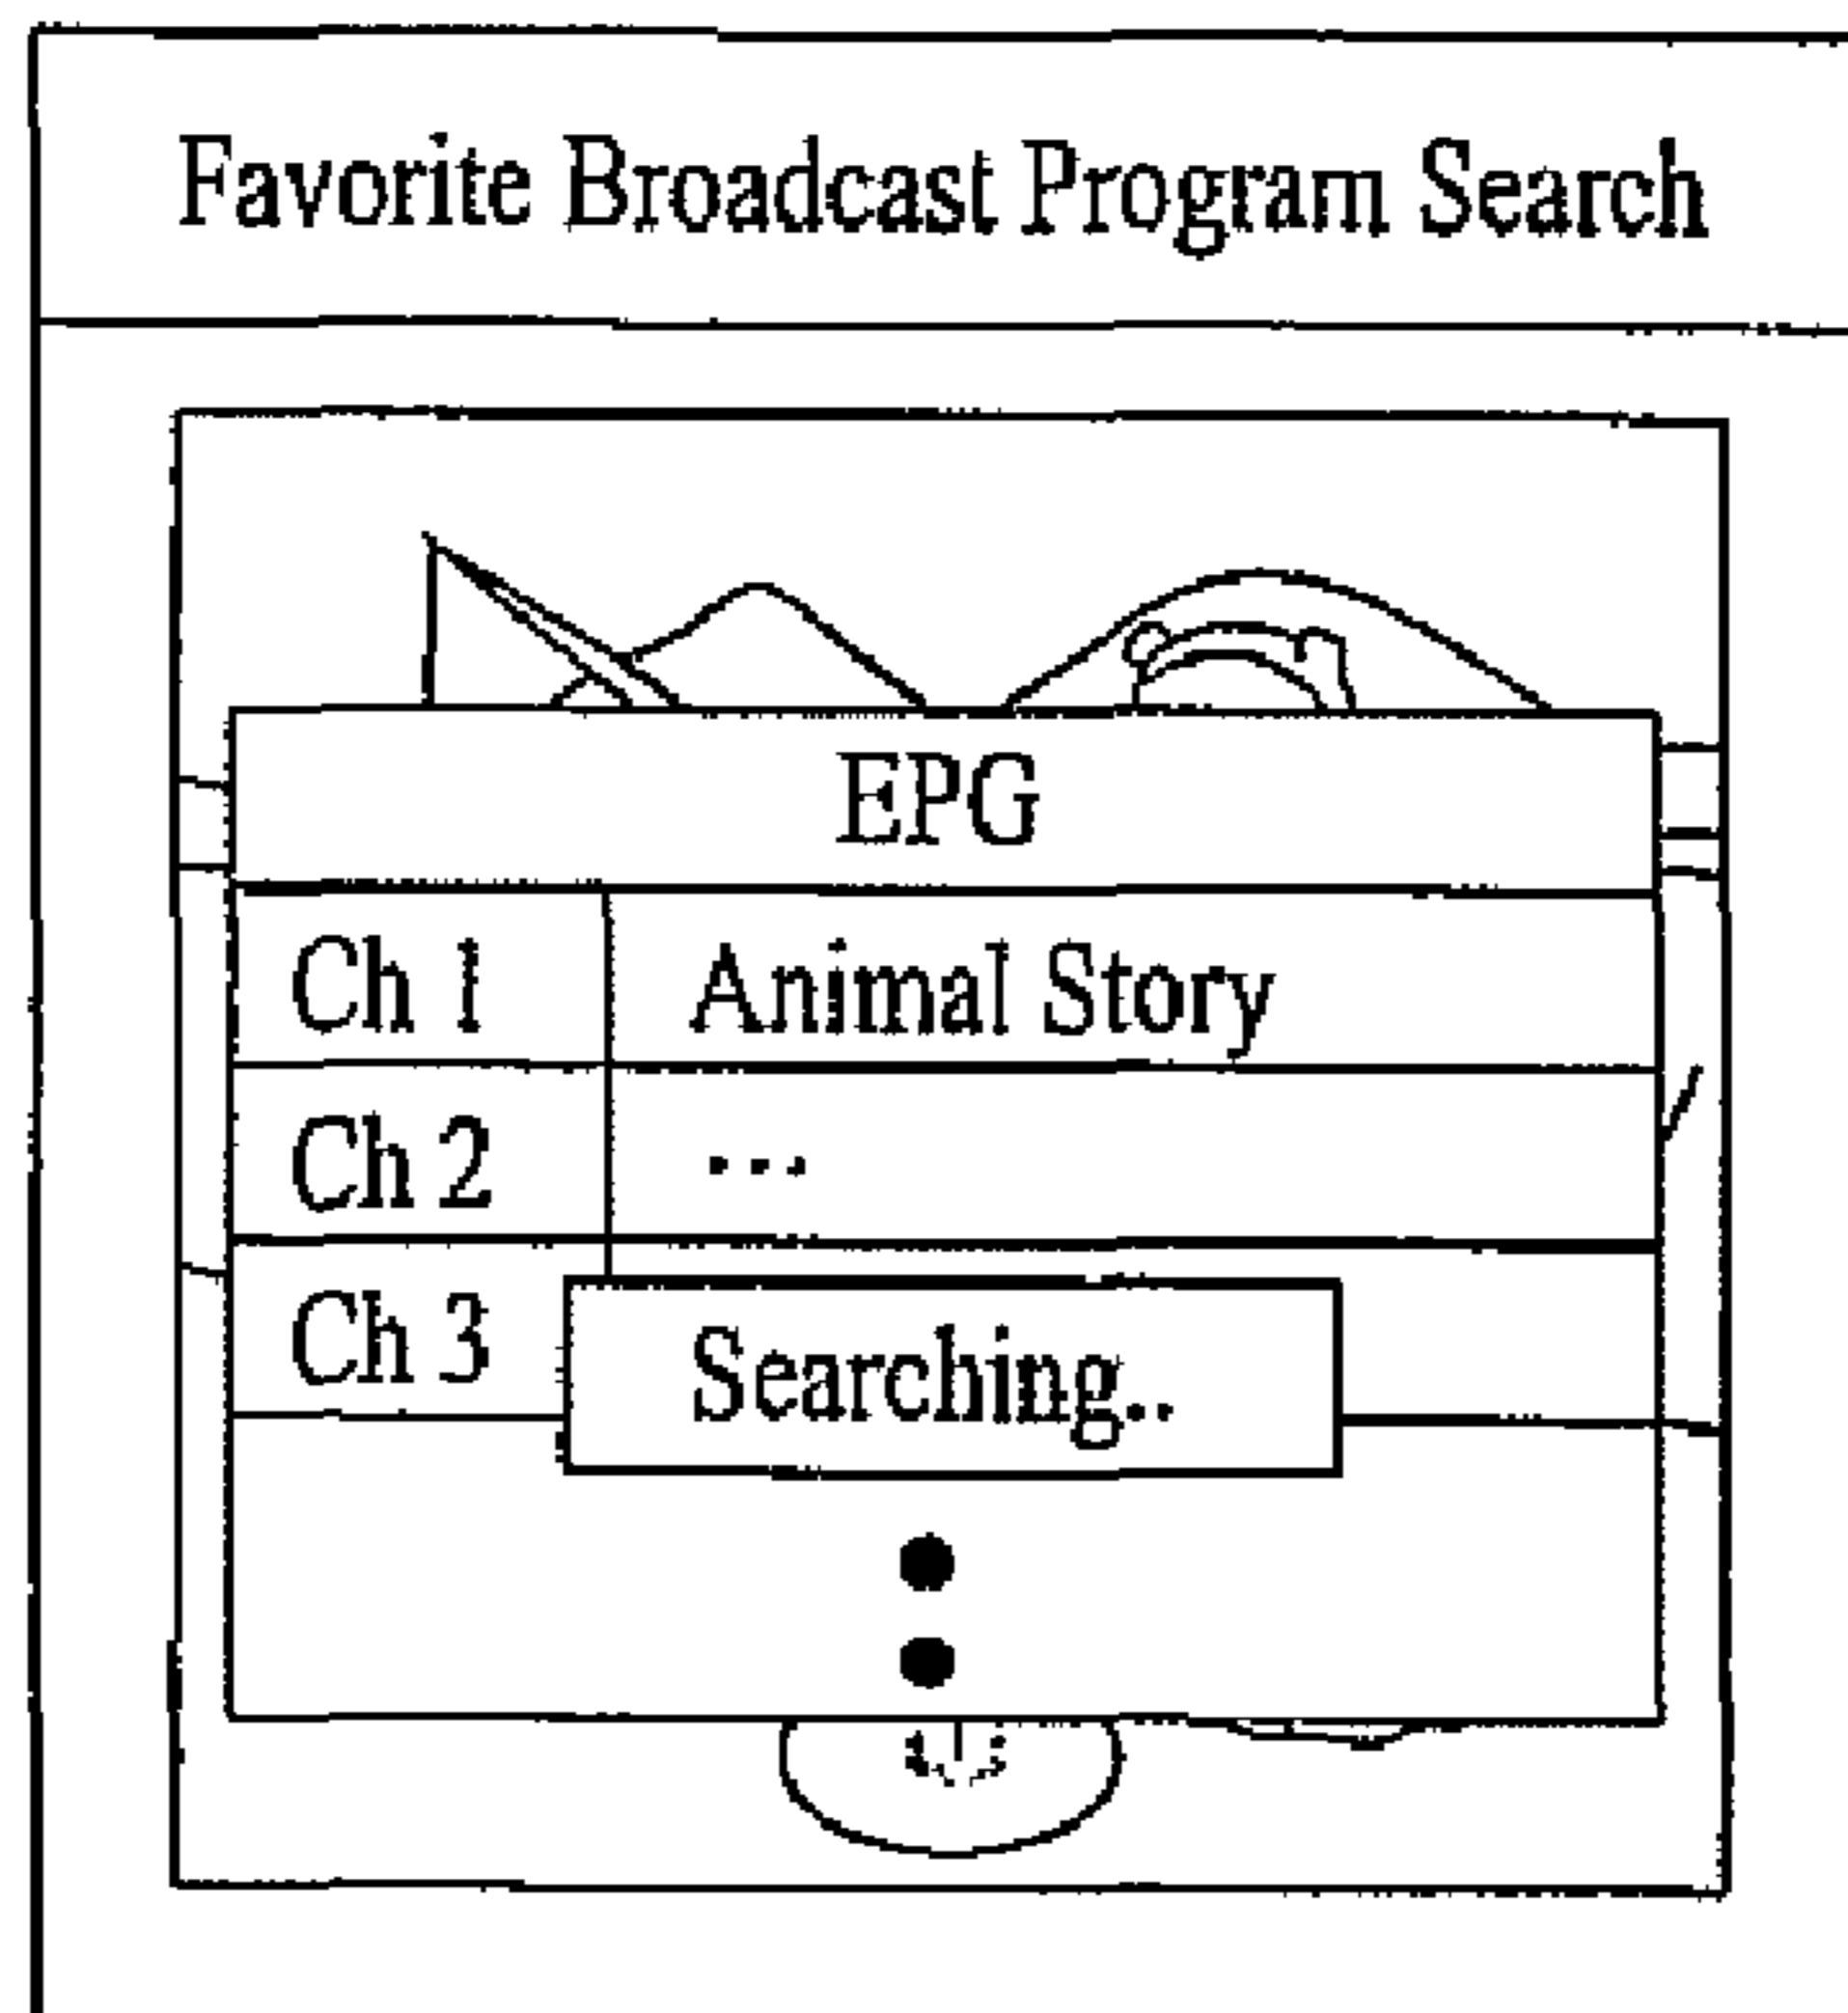 Favorite Broadcast Program Search
EPG
Ch 1 Animal Story
Ch 2 ...
Ch 3
Searching..